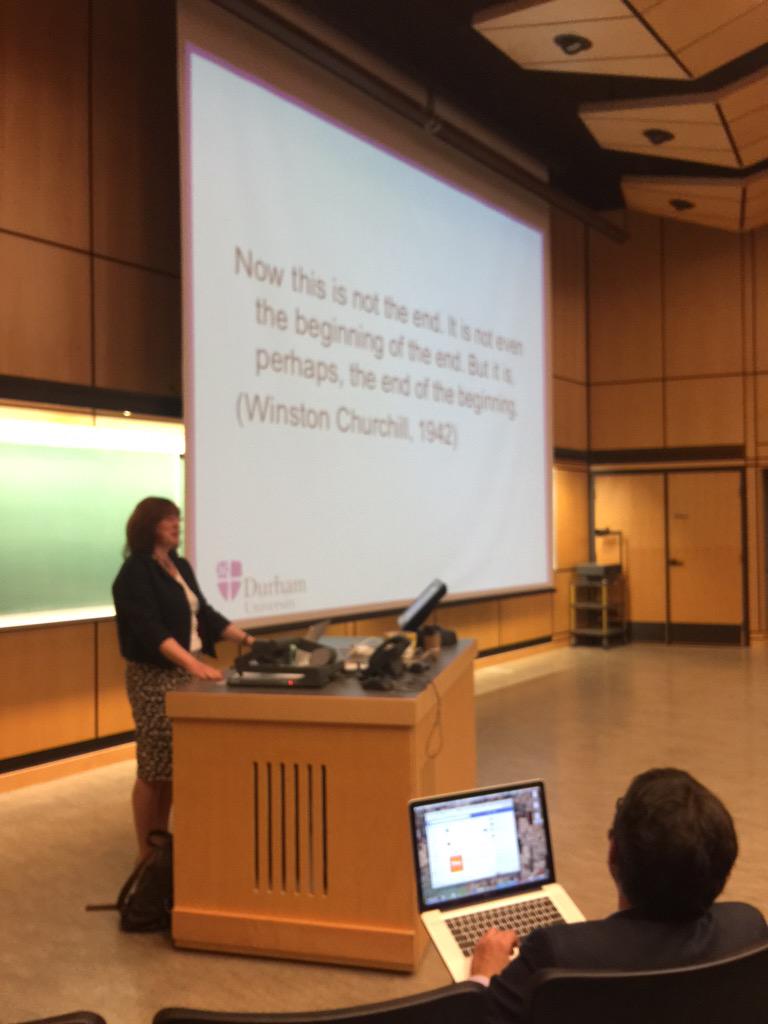 Now this is not the end. It is not even
the beginning of the end. But it is,
perhaps, the end of the beginning.
(Winston Churchill, 1942)
Durham
University